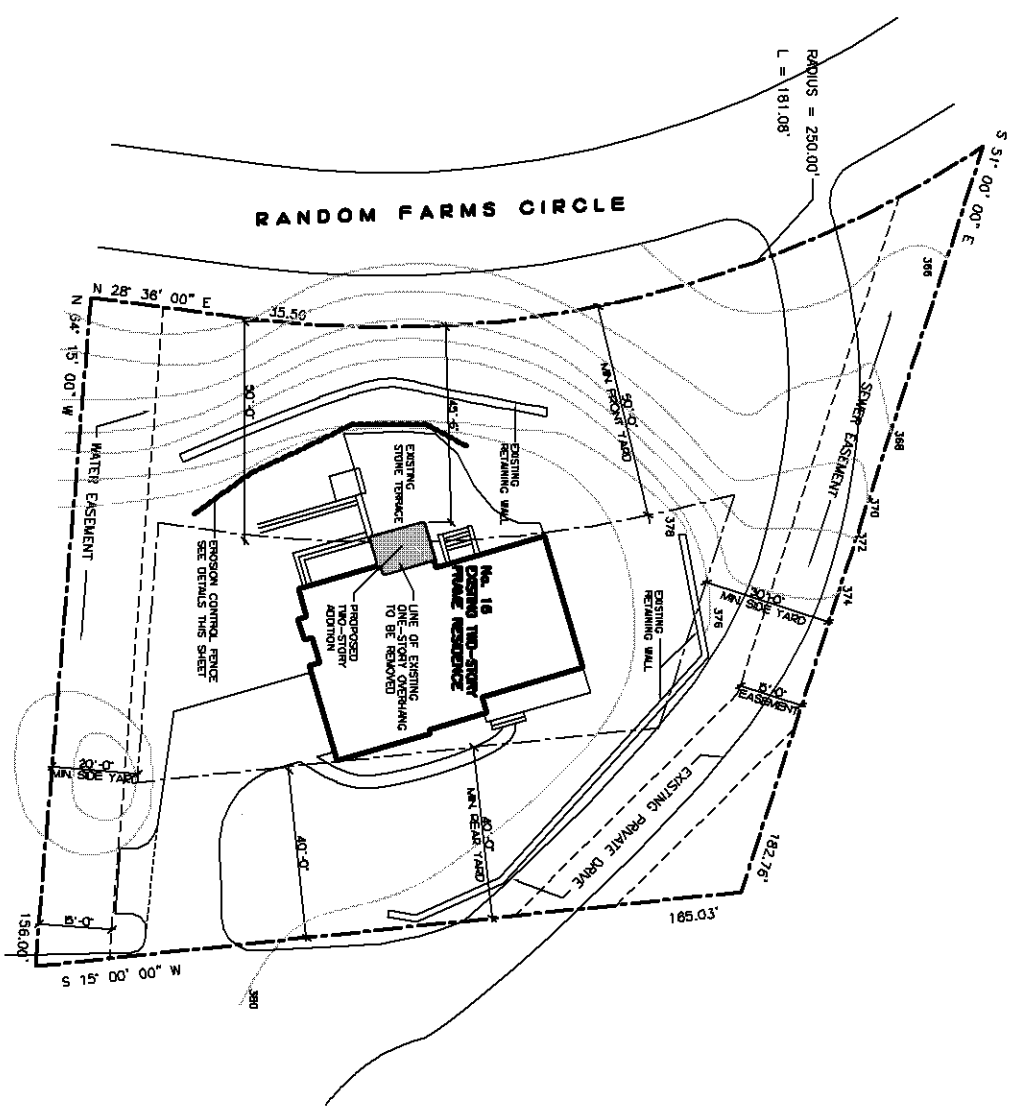 RADIUS = 250.00'
L = 181.08'
S 51° 00' 00" E
RANDOM FARMS CIRCLE
366
368
370
372
374
376
378
380
SEWER EASEMENT
N 28° 36' 00" E
35.50
N 64° 15' 00" W
WATER EASEMENT
50'-0"
45'-6"
50'-0"
MIN. FRONT YARD
EXISTING
RETAINING WALL
EXISTING
STONE TERRACE
EROSION CONTROL FENCE
SEE DETAILS THIS SHEET
No. 16
EXISTING TWO-STORY
FRAME RESIDENCE
LINE OF EXISTING
ONE-STORY OVERHANG
TO BE REMOVED
PROPOSED
TWO-STORY
ADDITION
EXISTING
RETAINING WALL
30'-0"
MIN. SIDE YARD
15'-0"
EASEMENT
EXISTING PRIVATE DRIVE
20'-0"
MIN. SIDE YARD
40'-0"
40'-0"
MIN. REAR YARD
182.76'
165.03'
15'-0"
156.00'
S 15° 00' 00" W